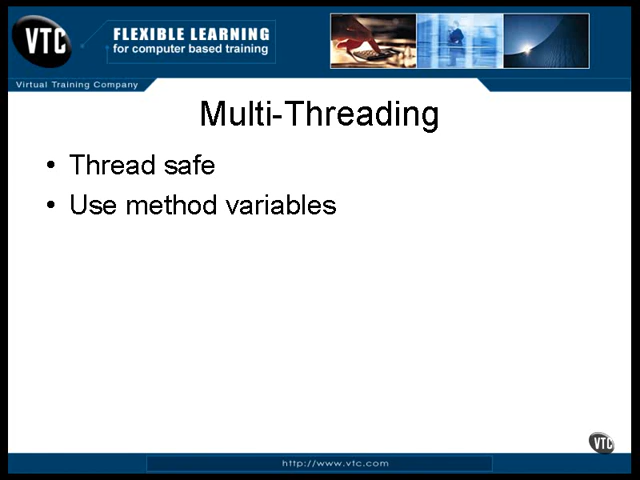 VTC
FLEXIBLE LEARNING
for computer based training
Virtual Training Company
Multi-Threading
• Thread safe
• Use method variables
VTC
http://www.vtc.com